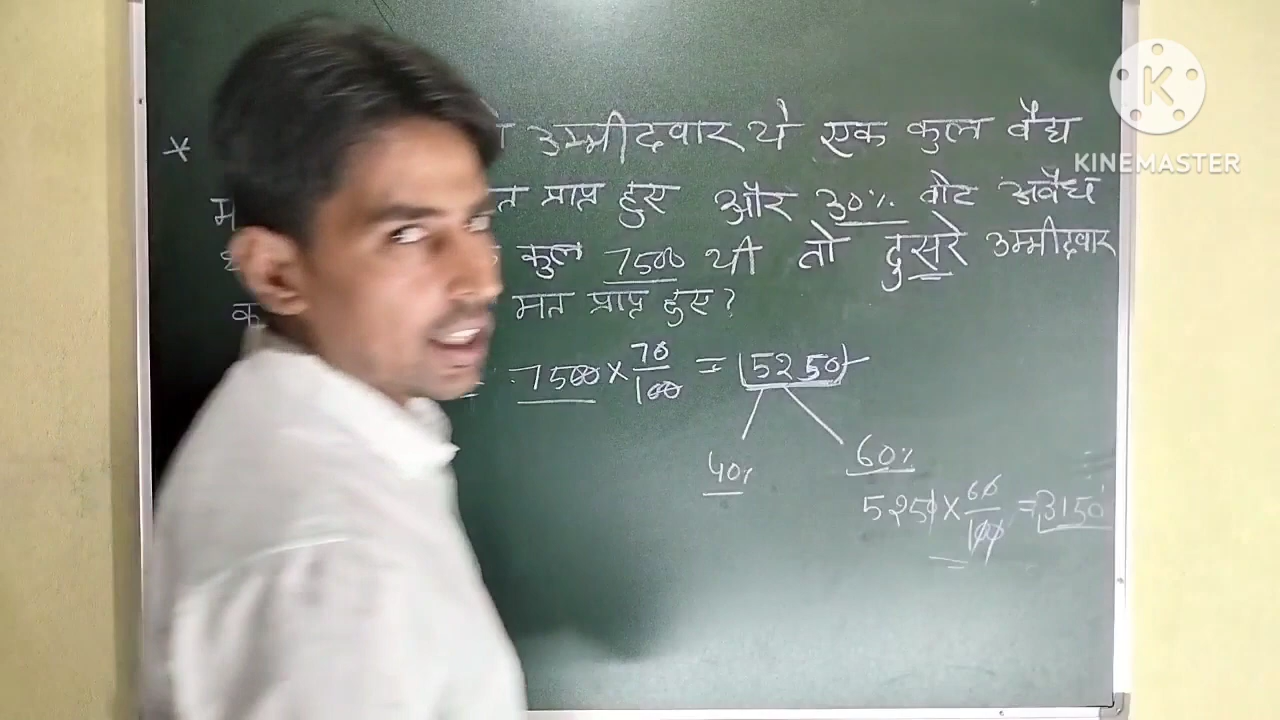 * उम्मीदवार थे एक कुल वैद्य
प्राप्त हुए और 30% वोट अवैध
कुल 7500 थी तो दुसरे उम्मीदवार
मत प्राप्त हुए?
7500 × 70/100 = 5250
40% 60%
5250 × 60/100 = 3150
K
KINEMASTER